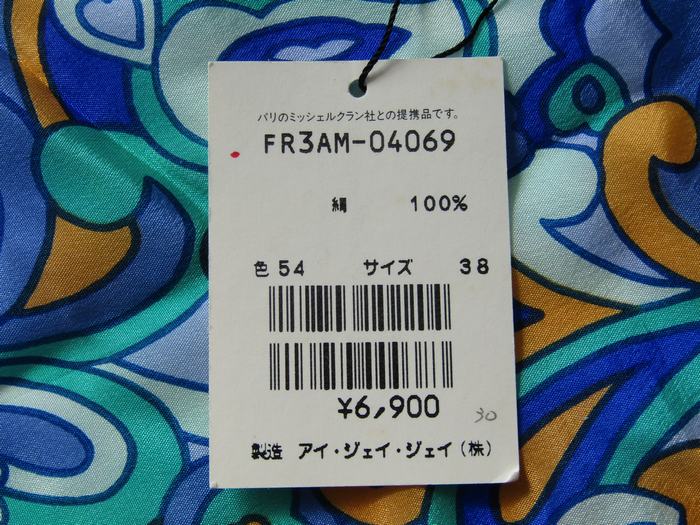 パリのミッシェルクラン社との提携品です。
FR3AM-04069
絹 100%
色 54 サイズ 38
¥6,900
30
製造 アイ・ジェイ・ジェイ(株)